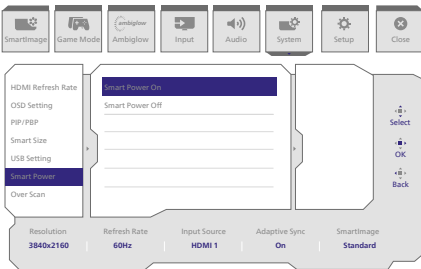 ambiglow
SmartImage Game Mode Ambiglow Input Audio System Setup Close
HDMI Refresh Rate
OSD Setting
PIP/PBP
Smart Size
USB Setting
Smart Power
Over Scan
Smart Power On
Smart Power Off
Select
OK
Back
Resolution Refresh Rate Input Source Adaptive Sync SmartImage
3840x2160 60Hz HDMI 1 On Standard